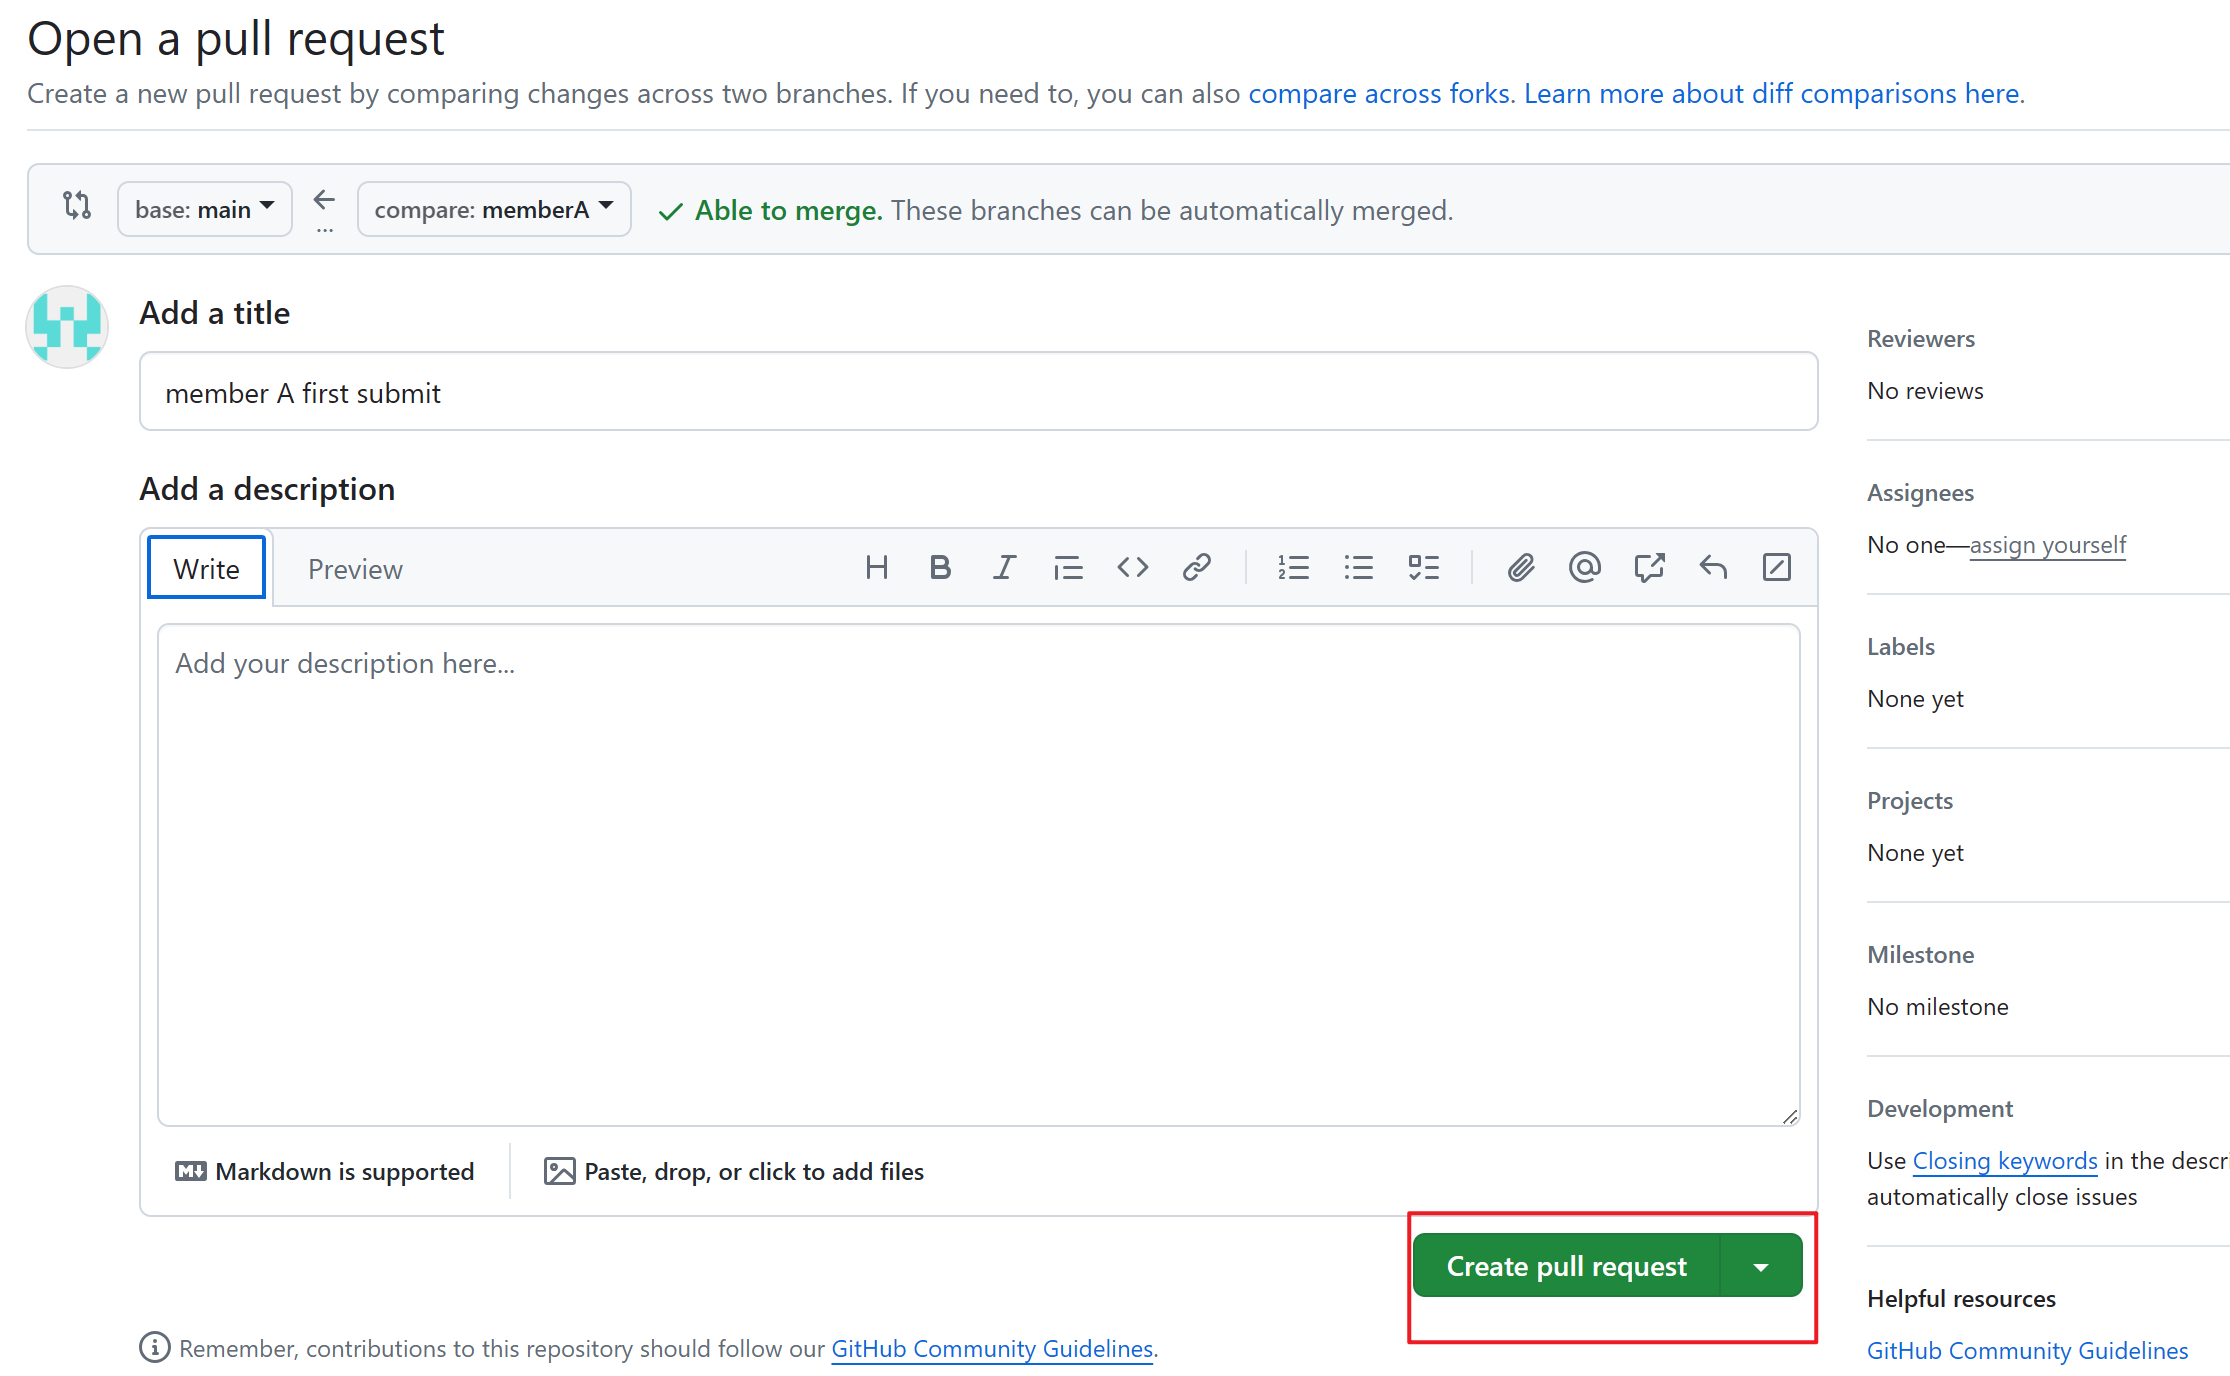 Open a pull request
Create a new pull request by comparing changes across two branches. If you need to, you can also compare across forks. Learn more about diff comparisons here.
base: main
...
compare: memberA
Able to merge. These branches can be automatically merged.
Add a title
member A first submit
Add a description
Write
Preview
Add your description here...
Markdown is supported
Paste, drop, or click to add files
Create pull request
Remember, contributions to this repository should follow our GitHub Community Guidelines.
Reviewers
No reviews
Assignees
No one—assign yourself
Labels
None yet
Projects
None yet
Milestone
No milestone
Development
Use Closing keywords in the descri
automatically close issues
Helpful resources
GitHub Community Guidelines